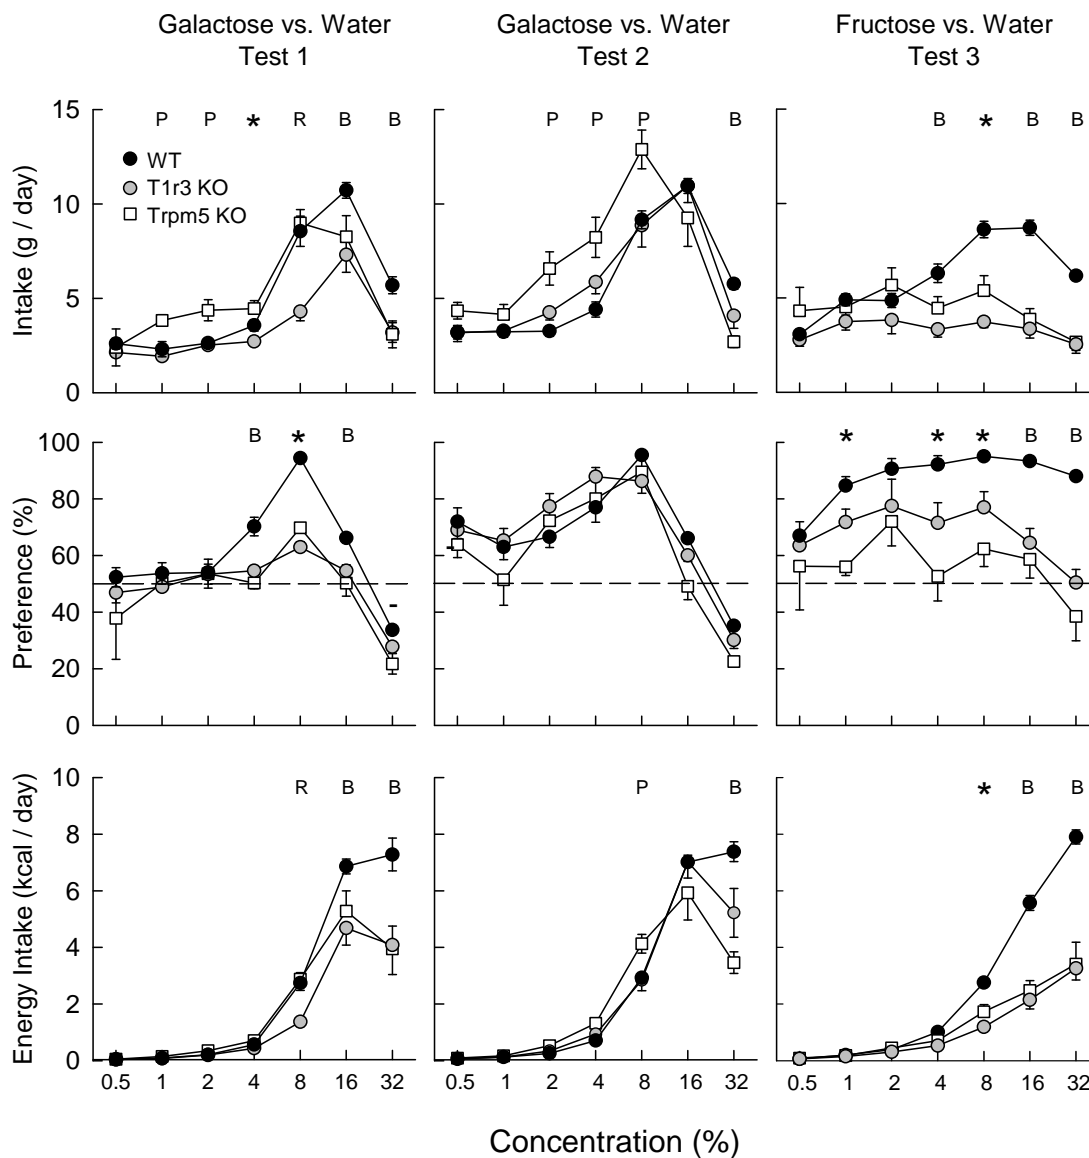 Galactose vs. Water
Test 1
Galactose vs. Water
Test 2
Fructose vs. Water
Test 3
Intake (g / day)
15
10
5
0
P P * R B B
WT
T1r3 KO
Trpm5 KO
P P P B
B * B B
Preference (%)
100
80
60
40
20
0
B * B
* * * B B
Energy Intake (kcal / day)
10
8
6
4
2
0
R B B
P B
* B B
0.5 1 2 4 8 16 32
0.5 1 2 4 8 16 32
0.5 1 2 4 8 16 32
Concentration (%)